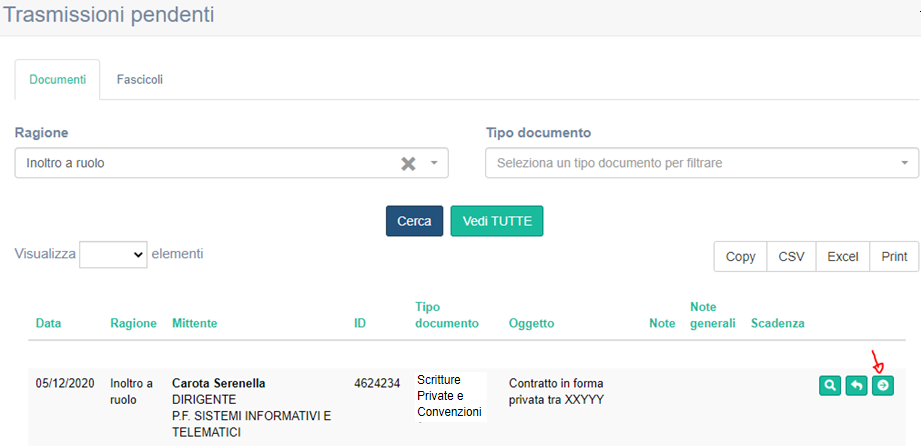 Trasmissioni pendenti
Documenti Fascicoli
Ragione Tipo documento
Inoltro a ruolo Seleziona un tipo documento per filtrare
Cerca Vedi TUTTE
Visualizza elementi Copy CSV Excel Print
Data Ragione Mittente ID Tipo documento Oggetto Note Note generali Scadenza
05/12/2020 Inoltro a ruolo Carota Serenella 4624234 Scritture Private e Convenzioni Contratto in forma privata tra XXYYY
DIRIGENTE
P.F. SISTEMI INFORMATIVI E
TELEMATICI